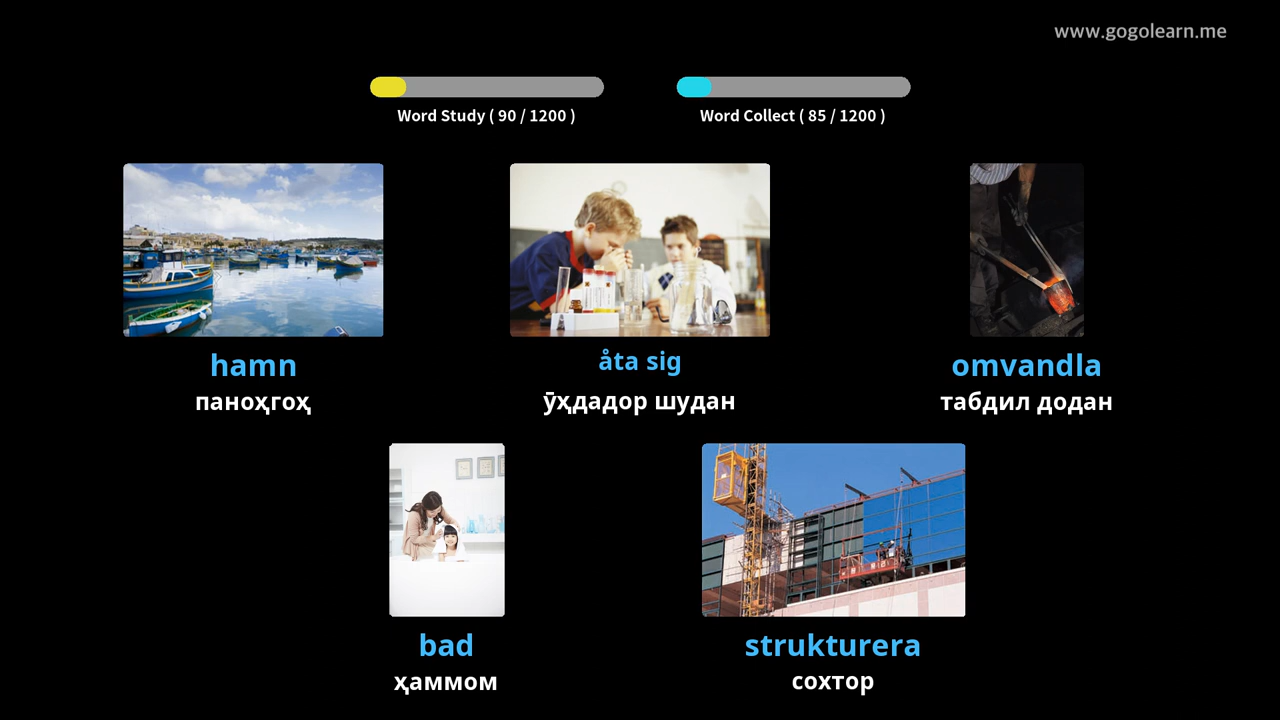 www.gogolearn.me
Word Study ( 90 / 1200 )
Word Collect ( 85 / 1200 )
hamn
åta sig
omvandla
паноҳгоҳ
ӯҳдадор шудан
табдил додан
bad
strukturera
ҳаммом
сохтор